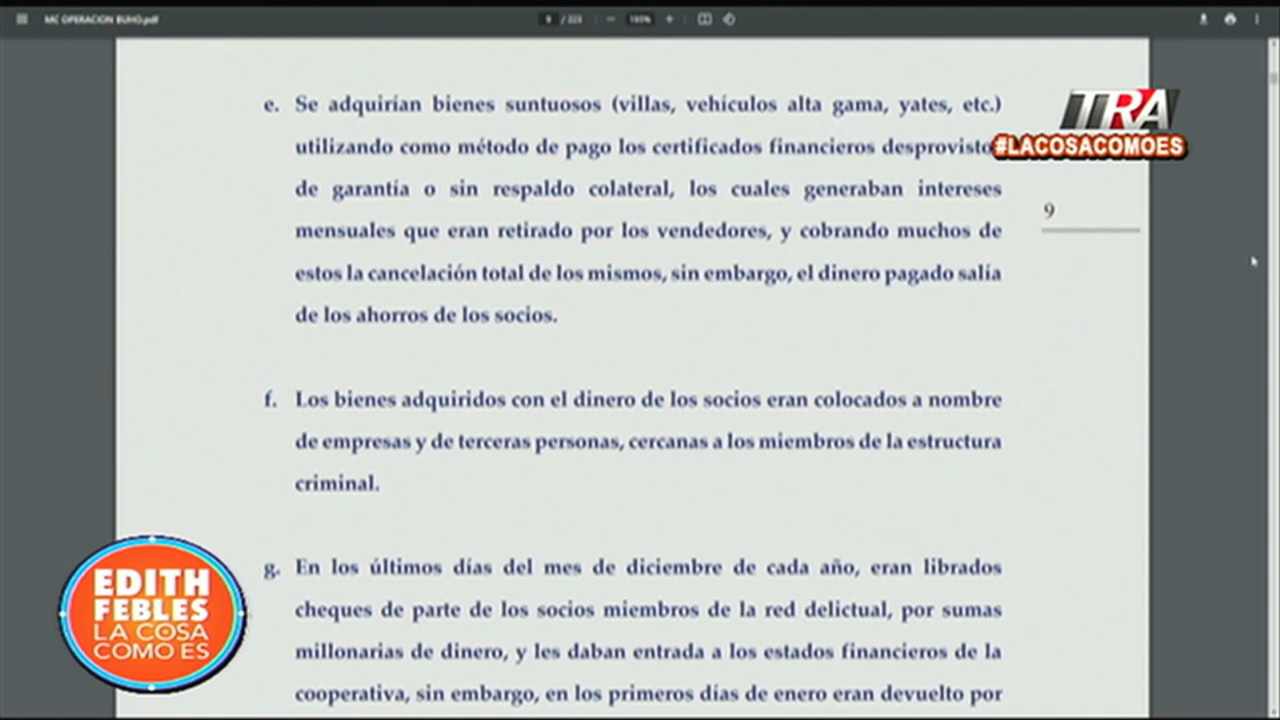 MC OPERACION BUHO.pdf
9 / 223
100%
e. Se adquirían bienes suntuosos (villas, vehículos alta gama, yates, etc.)
utilizando como método de pago los certificados financieros desprovisto
de garantía o sin respaldo colateral, los cuales generaban intereses
mensuales que eran retirado por los vendedores, y cobrando muchos de
estos la cancelación total de los mismos, sin embargo, el dinero pagado salía
de los ahorros de los socios.
f. Los bienes adquiridos con el dinero de los socios eran colocados a nombre
de empresas y de terceras personas, cercanas a los miembros de la estructura
criminal.
g. En los últimos días del mes de diciembre de cada año, eran librados
cheques de parte de los socios miembros de la red delictual, por sumas
millonarias de dinero, y les daban entrada a los estados financieros de la
cooperativa, sin embargo, en los primeros días de enero eran devuelto por
TRA
#LACOSACOMOES
9
EDITH
FEBLES
LA COSA
COMO ES